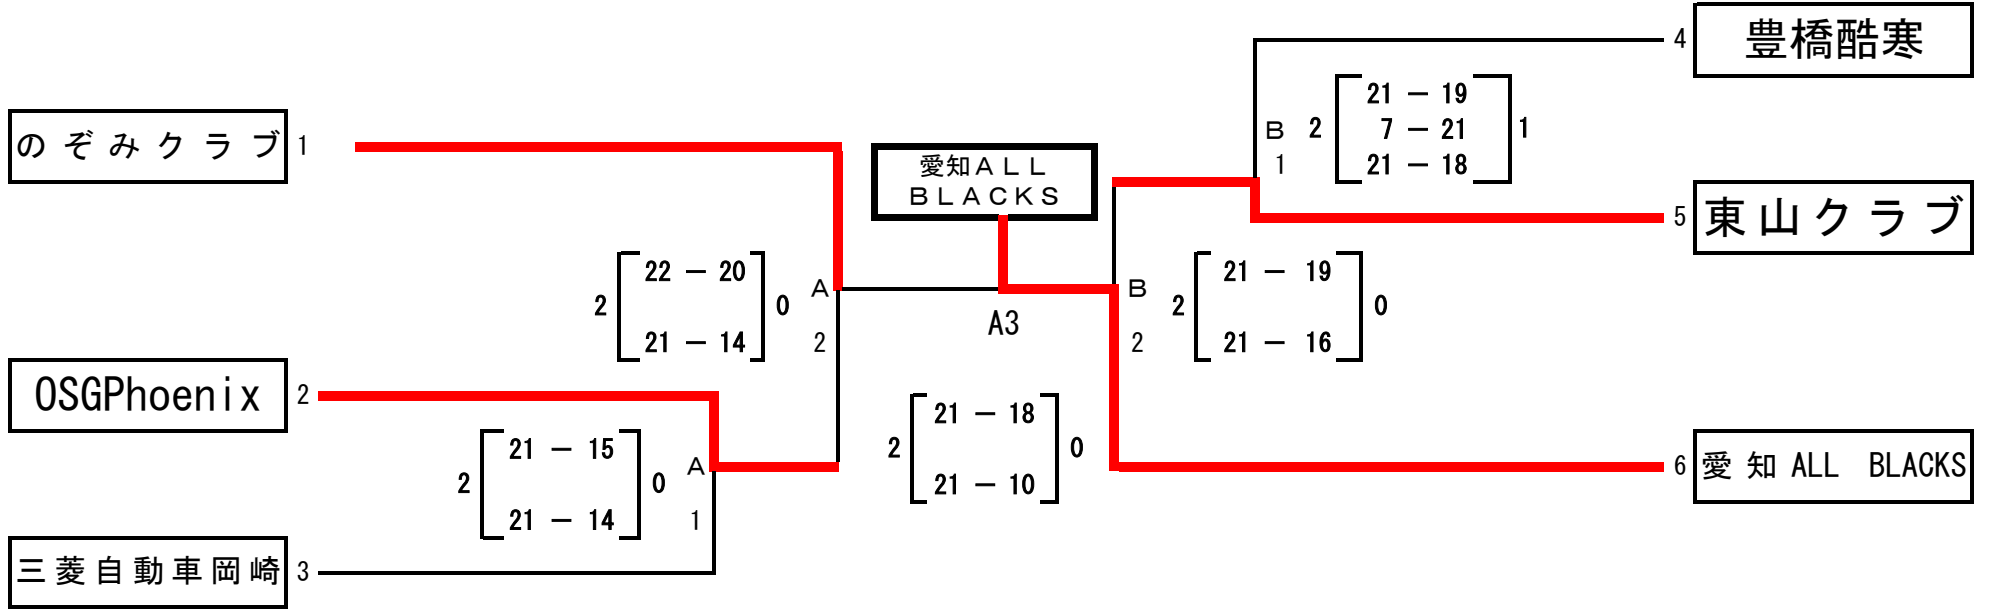 のぞみクラブ 1
OSGPhoenix 2
三菱自動車岡崎 3
2 21 － 15 0
21 － 14
A
1
2 22 － 20 0
21 － 14
A
2
愛知ＡＬＬ
ＢＬＡＣＫＳ
A3
2 21 － 18 0
21 － 10
4 豊橋酷寒
5 東山クラブ
6 愛知ALL BLACKS
B
1
2 21 － 19 1
7 － 21
21 － 18
B
2
2 21 － 19 0
21 － 16